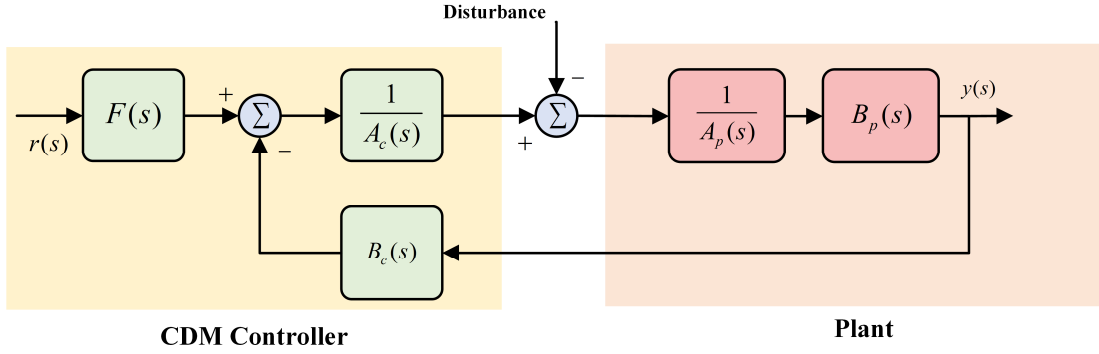 Disturbance
F(s)
+
Σ
1
A_c(s)
−
Σ
+
1
A_p(s)
B_p(s)
y(s)
r(s)
−
B_c(s)
CDM Controller
Plant